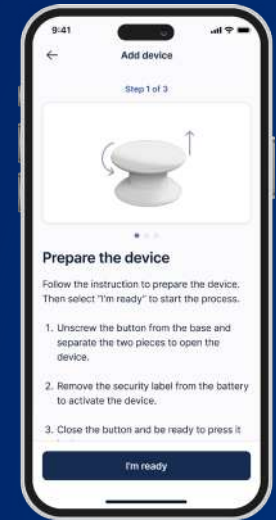 9:41
Add device
Step 1 of 3
Prepare the device
Follow the instruction to prepare the device.
Then select "I'm ready" to start the process.
1. Unscrew the button from the base and
separate the two pieces to open the
device.
2. Remove the security label from the battery
to activate the device.
3. Close the button and be ready to press it
I'm ready